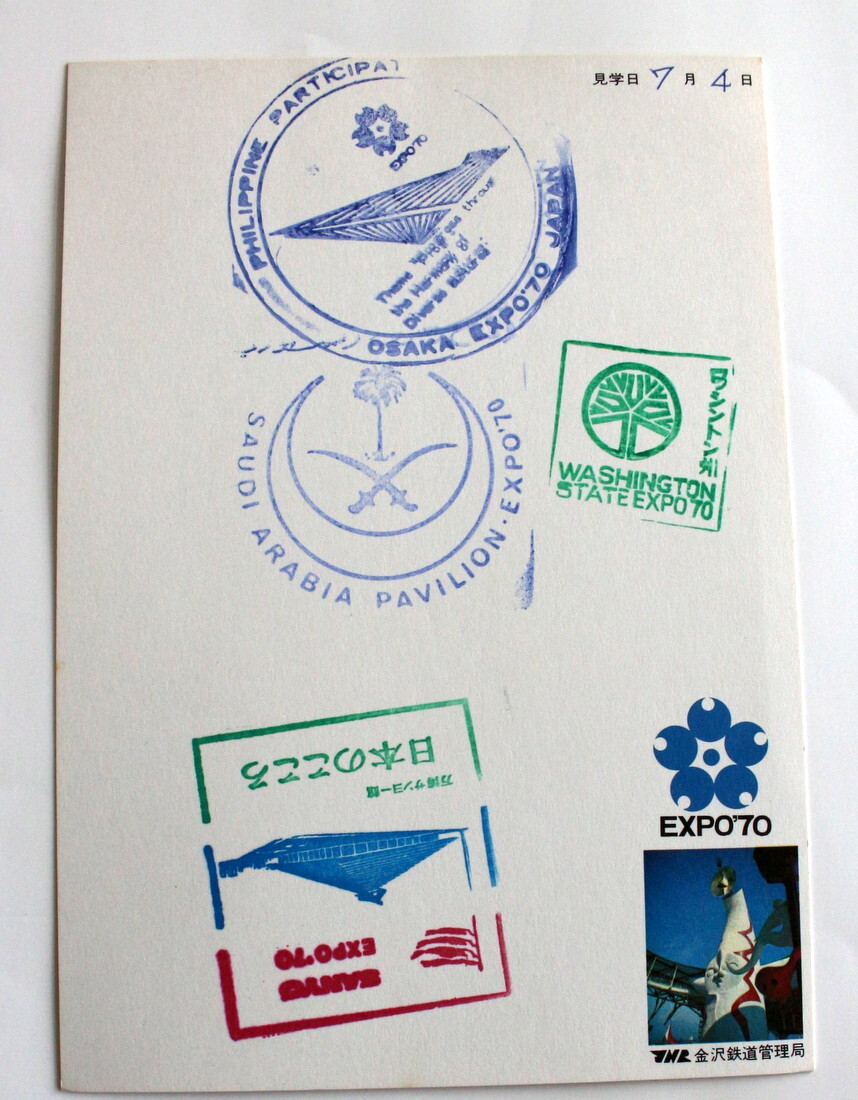 見学日 7 月 4 日
PHILIPPINE PARTICIPAT
EXPO'70
OSAKA EXPO'70 JAPAN
SAUDI ARABIA PAVILION·EXPO'70
ワシントン州
WASHINGTON
STATE EXPO 70
SANYO
EXPO'70
万博サンヨー館
日本のこころ
EXPO'70
JNR 金沢鉄道管理局